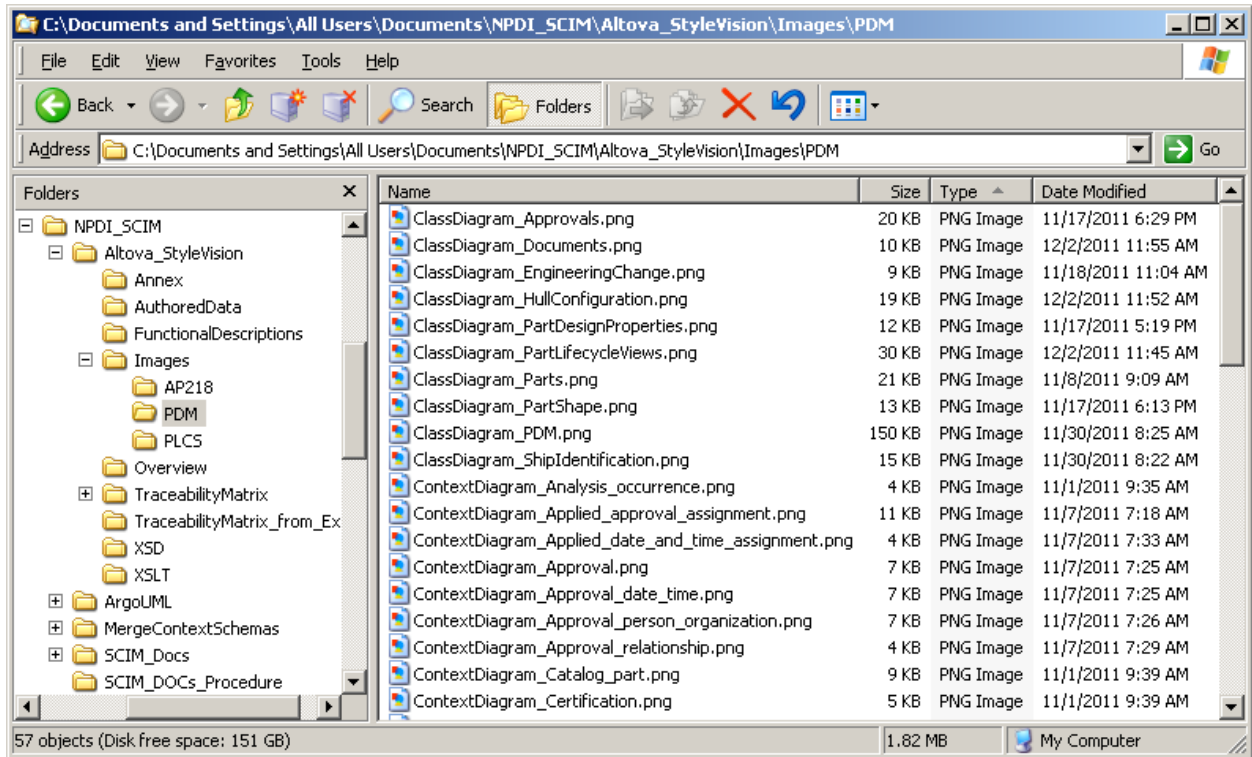 C:\Documents and Settings\All Users\Documents\NPDI_SCIM\Altova_StyleVision\Images\PDM
File Edit View Favorites Tools Help
Back Search Folders
Address C:\Documents and Settings\All Users\Documents\NPDI_SCIM\Altova_StyleVision\Images\PDM Go
Folders
NPDI_SCIM
Altova_StyleVision
Annex
AuthoredData
FunctionalDescriptions
Images
AP218
PDM
PLCS
Overview
TraceabilityMatrix
TraceabilityMatrix_from_Ex
XSD
XSLT
ArgoUML
MergeContextSchemas
SCIM_Docs
SCIM_DOCs_Procedure
Name Size Type Date Modified
ClassDiagram_Approvals.png 20 KB PNG Image 11/17/2011 6:29 PM
ClassDiagram_Documents.png 10 KB PNG Image 12/2/2011 11:55 AM
ClassDiagram_EngineeringChange.png 9 KB PNG Image 11/18/2011 11:04 AM
ClassDiagram_HullConfiguration.png 19 KB PNG Image 12/2/2011 11:52 AM
ClassDiagram_PartDesignProperties.png 12 KB PNG Image 11/17/2011 5:19 PM
ClassDiagram_PartLifecycleViews.png 30 KB PNG Image 12/2/2011 11:45 AM
ClassDiagram_Parts.png 21 KB PNG Image 11/8/2011 9:09 AM
ClassDiagram_PartShape.png 13 KB PNG Image 11/17/2011 6:13 PM
ClassDiagram_PDM.png 150 KB PNG Image 11/30/2011 8:25 AM
ClassDiagram_ShipIdentification.png 15 KB PNG Image 11/30/2011 8:22 AM
ContextDiagram_Analysis_occurrence.png 4 KB PNG Image 11/1/2011 9:35 AM
ContextDiagram_Applied_approval_assignment.png 11 KB PNG Image 11/7/2011 7:18 AM
ContextDiagram_Applied_date_and_time_assignment.png 4 KB PNG Image 11/7/2011 7:33 AM
ContextDiagram_Approval.png 7 KB PNG Image 11/7/2011 7:25 AM
ContextDiagram_Approval_date_time.png 7 KB PNG Image 11/7/2011 7:25 AM
ContextDiagram_Approval_person_organization.png 7 KB PNG Image 11/7/2011 7:26 AM
ContextDiagram_Approval_relationship.png 4 KB PNG Image 11/7/2011 7:29 AM
ContextDiagram_Catalog_part.png 9 KB PNG Image 11/1/2011 9:39 AM
ContextDiagram_Certification.png 5 KB PNG Image 11/1/2011 9:39 AM
57 objects (Disk free space: 151 GB) 1.82 MB My Computer